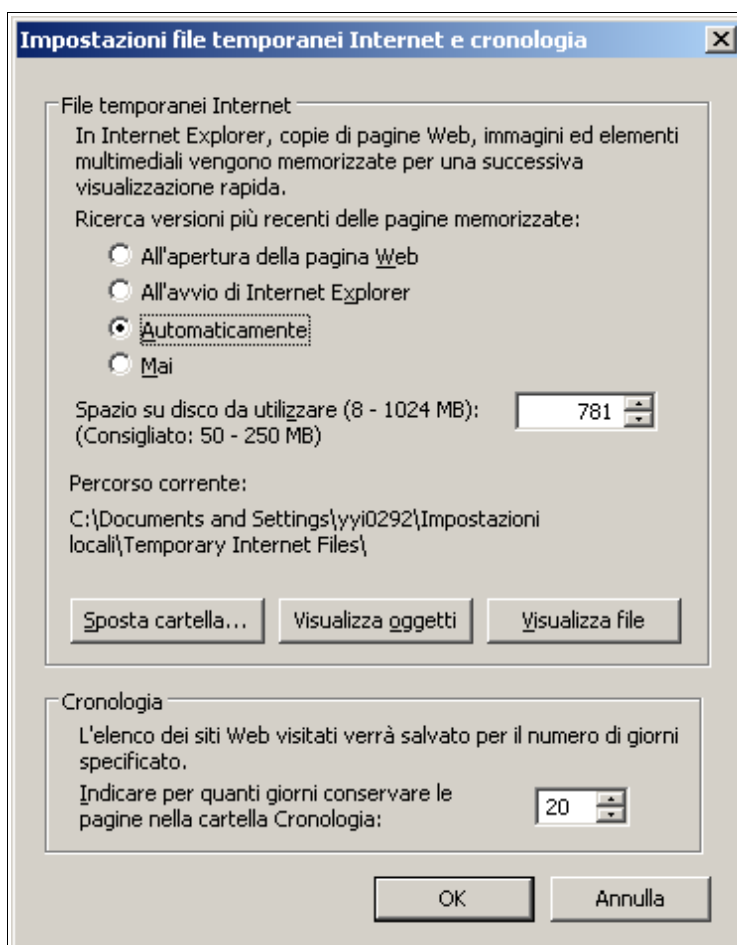 Impostazioni file temporanei Internet e cronologia
File temporanei Internet
In Internet Explorer, copie di pagine Web, immagini ed elementi
multimediali vengono memorizzate per una successiva
visualizzazione rapida.
Ricerca versioni più recenti delle pagine memorizzate:
All'apertura della pagina Web
All'avvio di Internet Explorer
Automaticamente
Mai
Spazio su disco da utilizzare (8 - 1024 MB): 781
(Consigliato: 50 - 250 MB)
Percorso corrente:
C:\Documents and Settings\yyi0292\Impostazioni
locali\Temporary Internet Files\
Sposta cartella... Visualizza oggetti Visualizza file
Cronologia
L'elenco dei siti Web visitati verrà salvato per il numero di giorni
specificato.
Indicare per quanti giorni conservare le
pagine nella cartella Cronologia: 20
OK Annulla